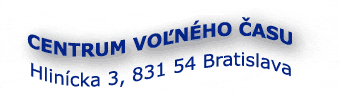 CENTRUM VOĽNÉHO ČASU
Hlinícka 3, 831 54 Bratislava